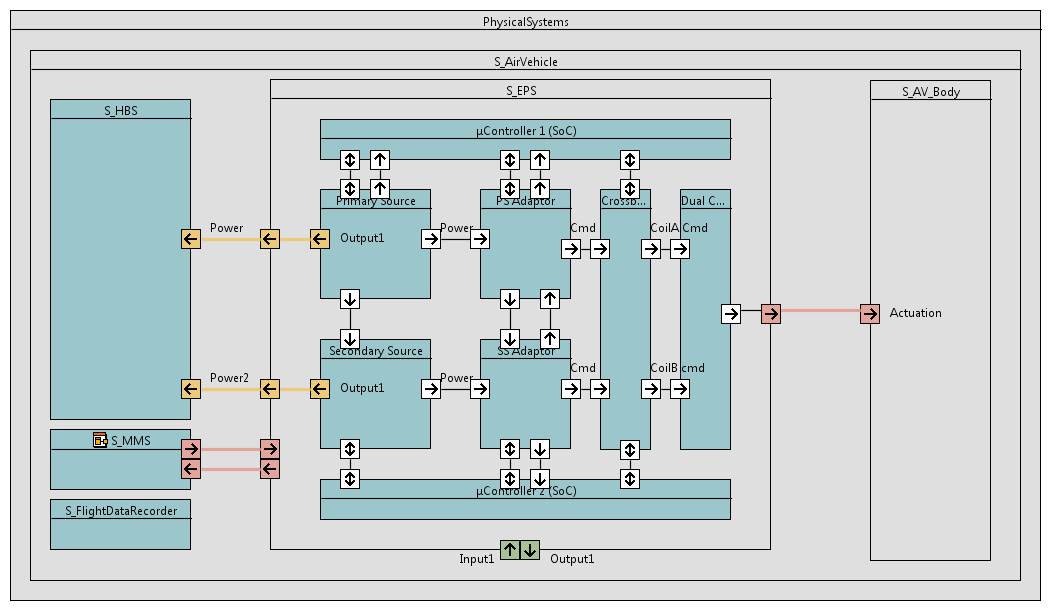 PhysicalSystems
S_AirVehicle
S_HBS
S_EPS
S_AV_Body
µController 1 (SoC)
Primary Source
PS Adaptor
Crossb...
Dual C...
Power
Output1
Power
Cmd
CoilA Cmd
Actuation
Secondary Source
SS Adaptor
Power2
Output1
Power
Cmd
CoilB cmd
S_MMS
µController 2 (SoC)
S_FlightDataRecorder
Input1
Output1